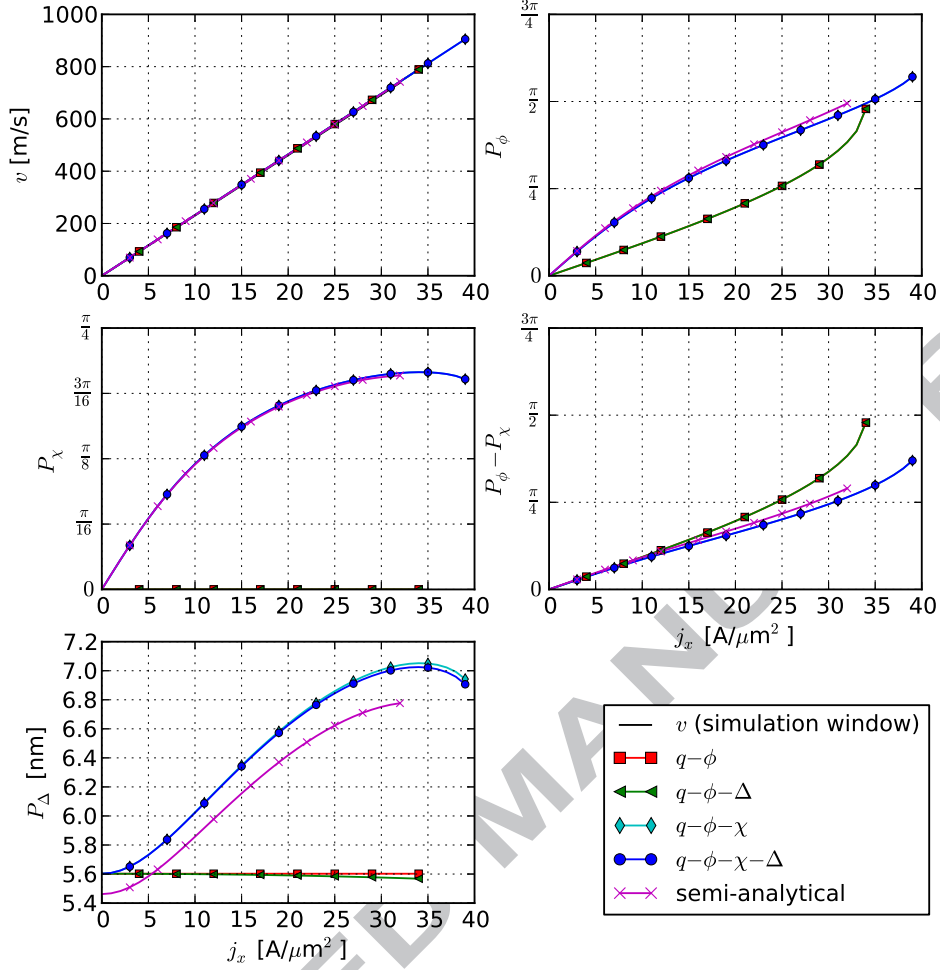 1000
800
600
400
200
0
v [m/s]
0 5 10 15 20 25 30 35 40
3π/4
π/2
π/4
0
P_ϕ
0 5 10 15 20 25 30 35 40
π/4
3π/16
π/8
π/16
0
P_χ
0 5 10 15 20 25 30 35 40
3π/4
π/2
π/4
0
P_ϕ−P_χ
0 5 10 15 20 25 30 35 40
j_x [A/μm²]
7.2
7.0
6.8
6.6
6.4
6.2
6.0
5.8
5.6
5.4
P_Δ [nm]
0 5 10 15 20 25 30 35 40
j_x [A/μm²]
v (simulation window)
q−ϕ
q−ϕ−Δ
q−ϕ−χ
q−ϕ−χ−Δ
semi-analytical